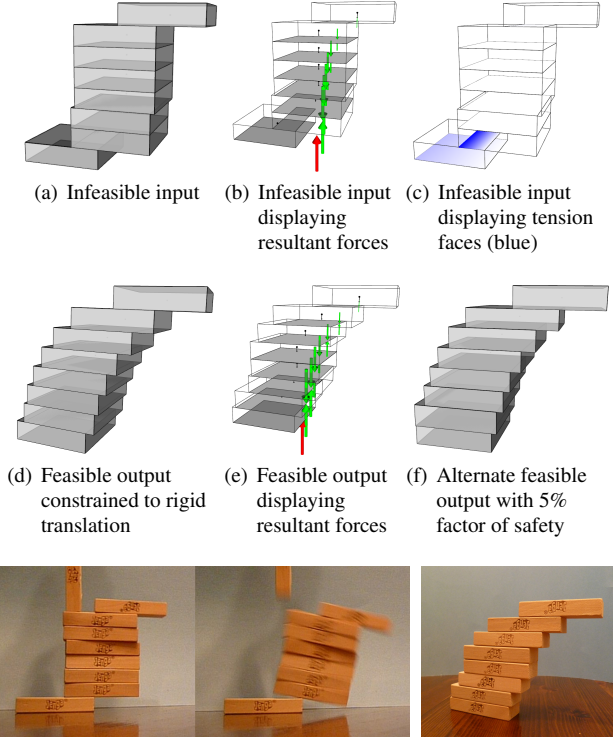 (a) Infeasible input
(b) Infeasible input
displaying
resultant forces
(c) Infeasible input
displaying tension
faces (blue)
(d) Feasible output
constrained to rigid
translation
(e) Feasible output
displaying
resultant forces
(f) Alternate feasible
output with 5%
factor of safety